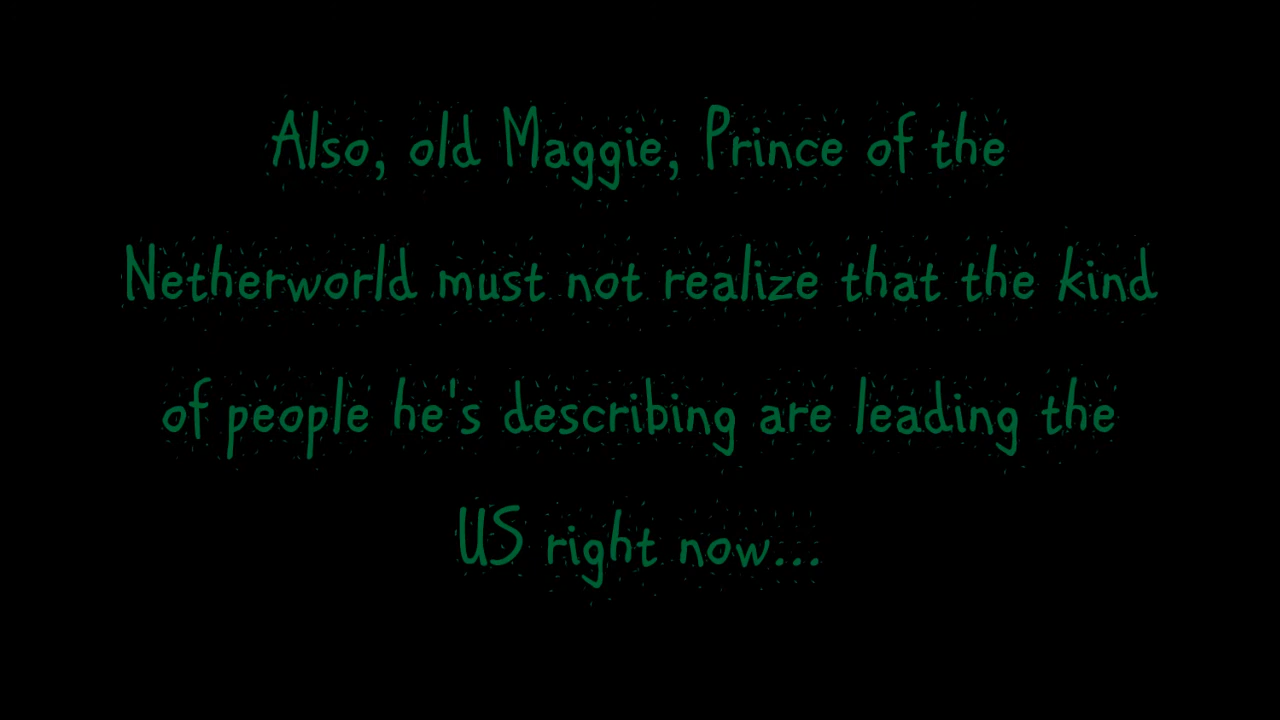 Also, old Maggie, Prince of the
Netherworld must not realize that the kind
of people he's describing are leading the
US right now...